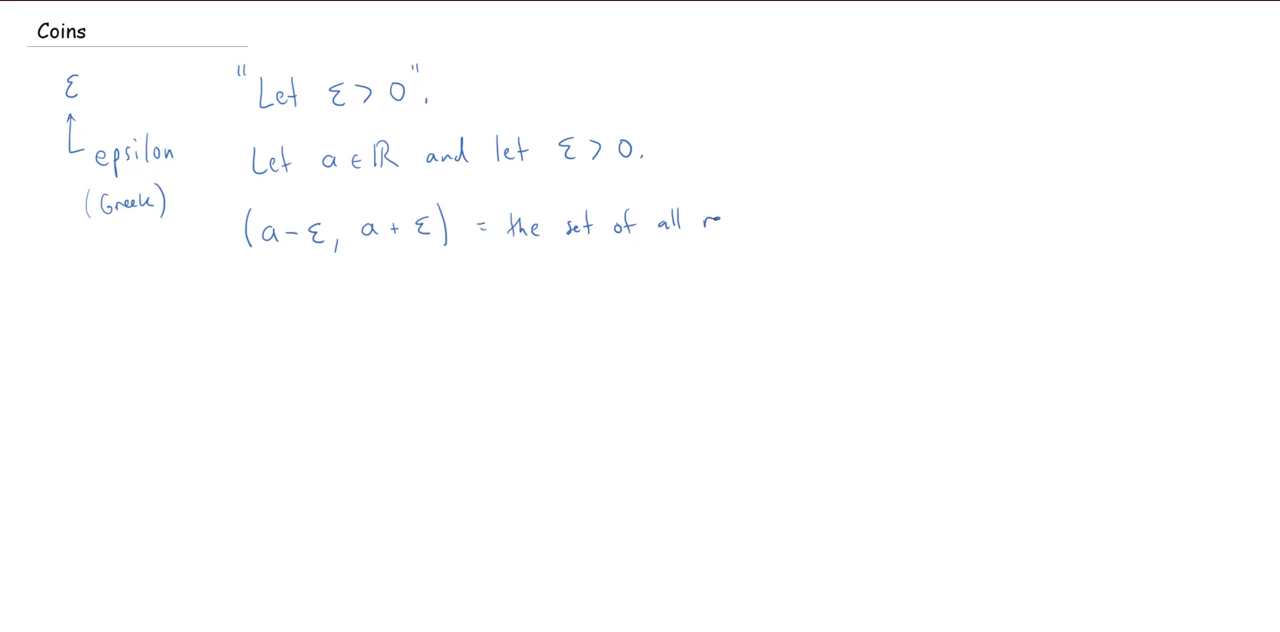 Coins
ε
epsilon
(Greek)
"Let ε > 0".
Let a ∈ ℝ and let ε > 0.
(a - ε, a + ε) = the set of all